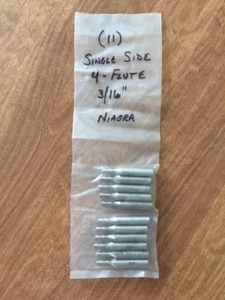 (11)
SINGLE SIDE
4-FLUTE
3/16"
NIAGRA